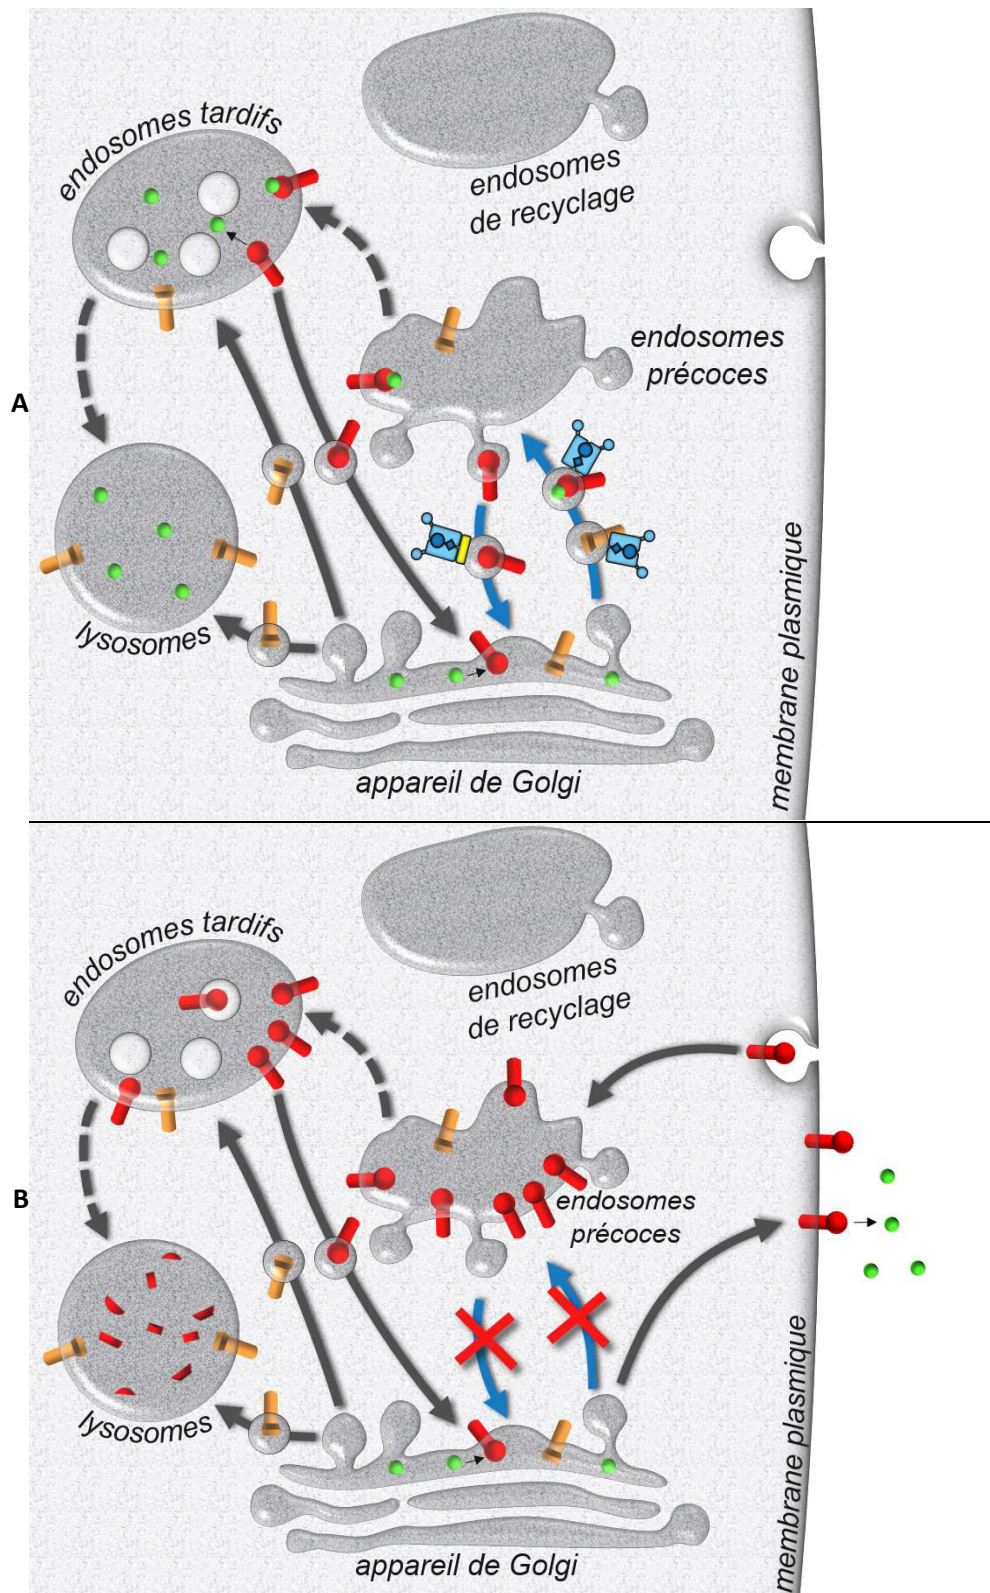 A
endosomes tardifs
endosomes
de recyclage
endosomes
précoces
lysosomes
appareil de Golgi
membrane plasmique
B
endosomes tardifs
endosomes
de recyclage
endosomes
précoces
lysosomes
appareil de Golgi
membrane plasmique